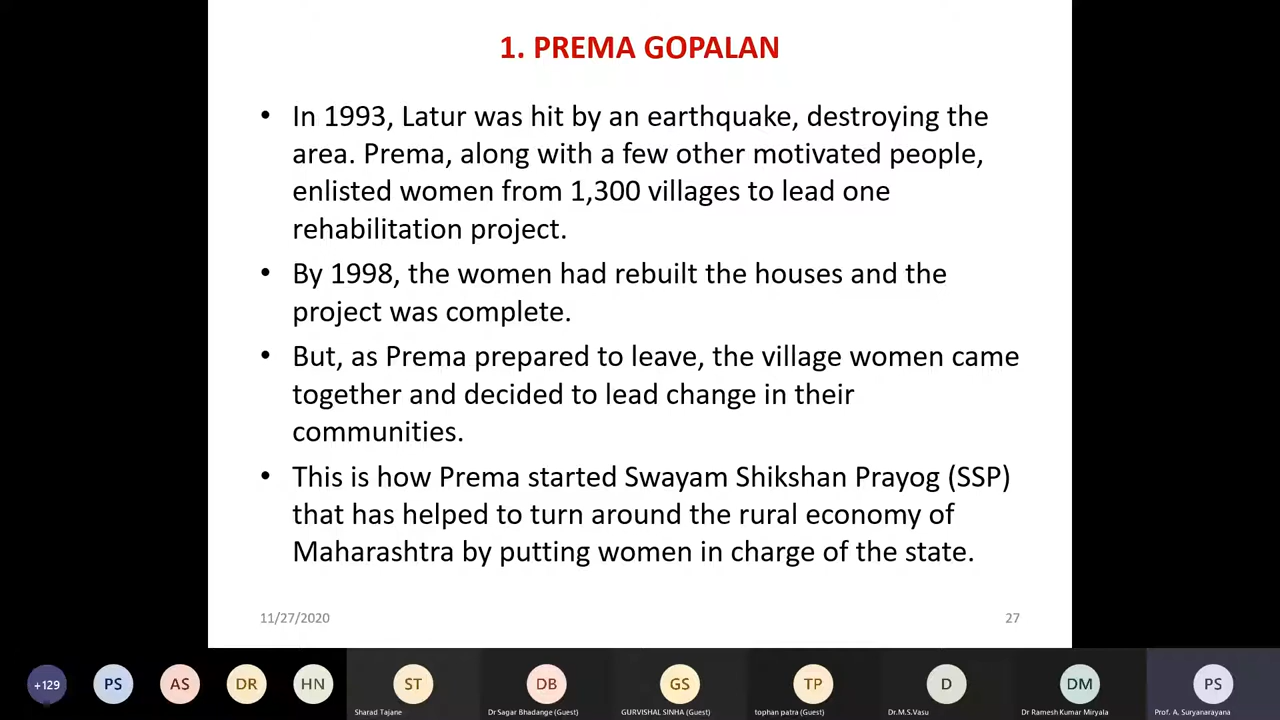 1. PREMA GOPALAN
• In 1993, Latur was hit by an earthquake, destroying the
area. Prema, along with a few other motivated people,
enlisted women from 1,300 villages to lead one
rehabilitation project.
• By 1998, the women had rebuilt the houses and the
project was complete.
• But, as Prema prepared to leave, the village women came
together and decided to lead change in their
communities.
• This is how Prema started Swayam Shikshan Prayog (SSP)
that has helped to turn around the rural economy of
Maharashtra by putting women in charge of the state.
11/27/2020 27
+129 PS AS DR HN ST DB GS TP D DM PS
Sharad Tajane Dr Sagar Bhadange (Guest) GURVISHAL SINHA (Guest) tophan patra (Guest) Dr.M.S.Vasu Dr Ramesh Kumar Miryala Prof. A. Suryanarayana